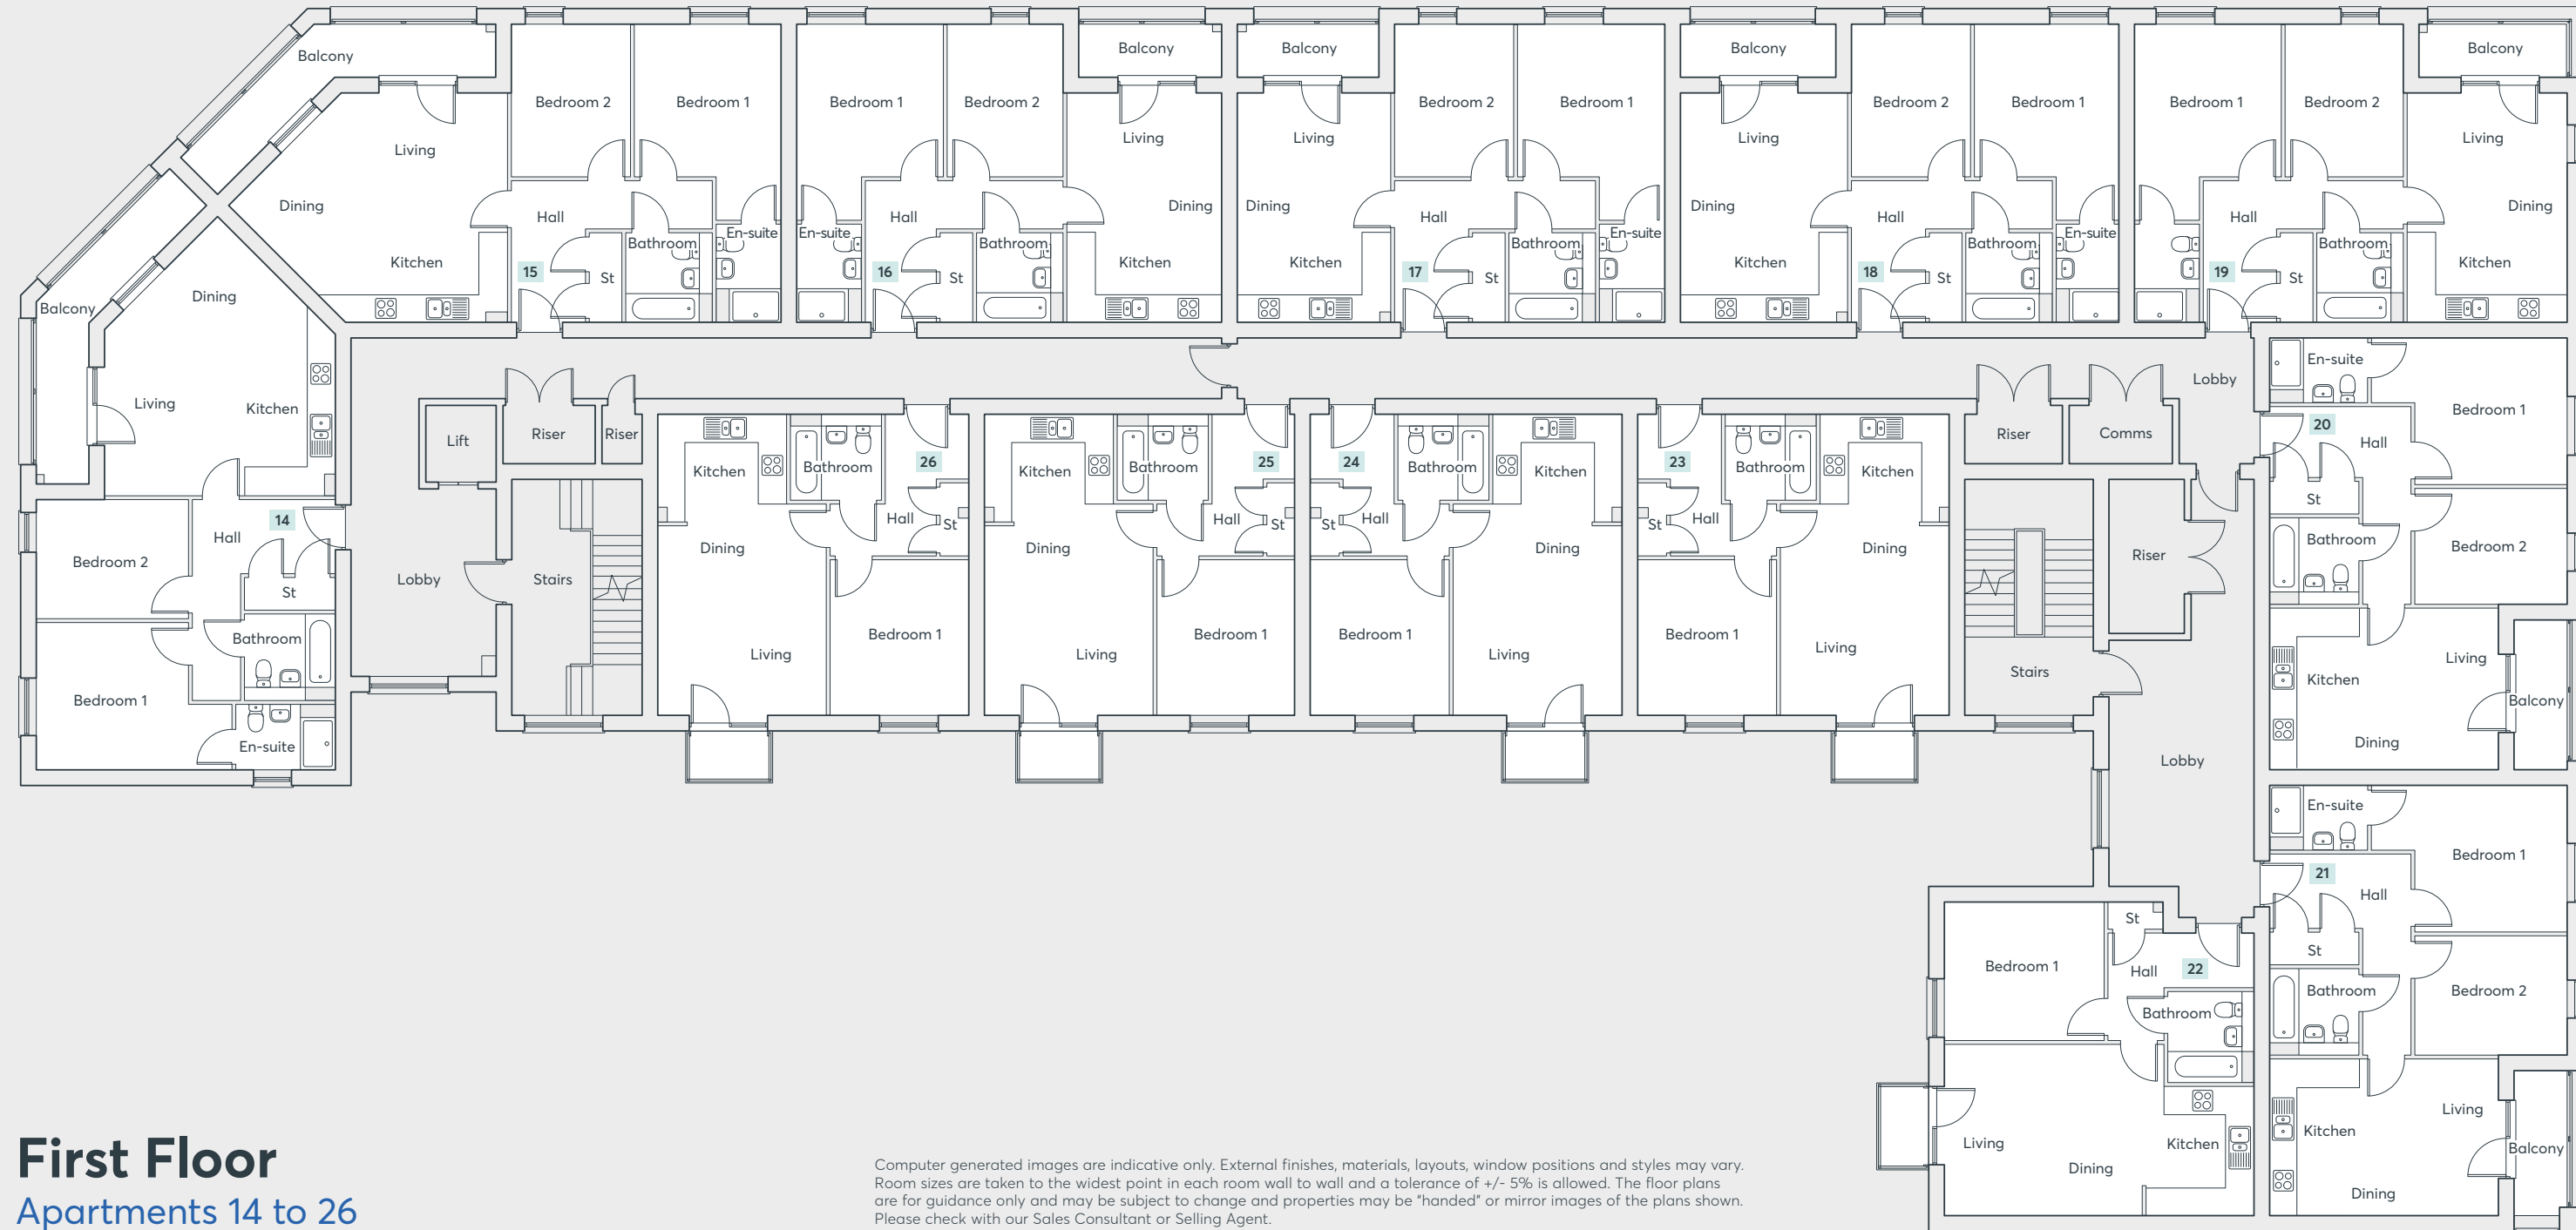 Balcony
Bedroom 2
Bedroom 1
Living
Dining
Hall
Bathroom
En-suite
Kitchen
15
St
Bedroom 1
Bedroom 2
Balcony
Living
Hall
Dining
En-suite
Bathroom
16
St
Kitchen
Balcony
Bedroom 2
Bedroom 1
Living
Dining
Hall
Bathroom
En-suite
Kitchen
17
St
Balcony
Bedroom 2
Bedroom 1
Living
Dining
Hall
Bathroom
En-suite
Kitchen
18
St
Bedroom 1
Bedroom 2
Balcony
Living
Hall
Dining
Bathroom
19
St
Kitchen
Balcony
Dining
Living
Kitchen
14
Hall
Bedroom 2
St
Bathroom
Bedroom 1
En-suite
Lift
Riser
Riser
Lobby
Stairs
Kitchen
Bathroom
26
Hall
St
Dining
Bedroom 1
Living
Kitchen
Bathroom
25
Hall
St
Dining
Bedroom 1
Living
24
Bathroom
Kitchen
St
Hall
Dining
Bedroom 1
Living
23
Bathroom
Kitchen
St
Hall
Dining
Bedroom 1
Living
Riser
Comms
Lobby
Riser
Stairs
Lobby
En-suite
Bedroom 1
20
Hall
St
Bathroom
Bedroom 2
Living
Kitchen
Balcony
Dining
En-suite
Bedroom 1
21
Hall
St
Bathroom
Bedroom 2
Living
Kitchen
Balcony
Dining
St
Bedroom 1
Hall
22
Bathroom
Living
Kitchen
Dining
First Floor
Apartments 14 to 26
Computer generated images are indicative only. External finishes, materials, layouts, window positions and styles may vary.
Room sizes are taken to the widest point in each room wall to wall and a tolerance of +/- 5% is allowed. The floor plans
are for guidance only and may be subject to change and properties may be "handed" or mirror images of the plans shown.
Please check with our Sales Consultant or Selling Agent.